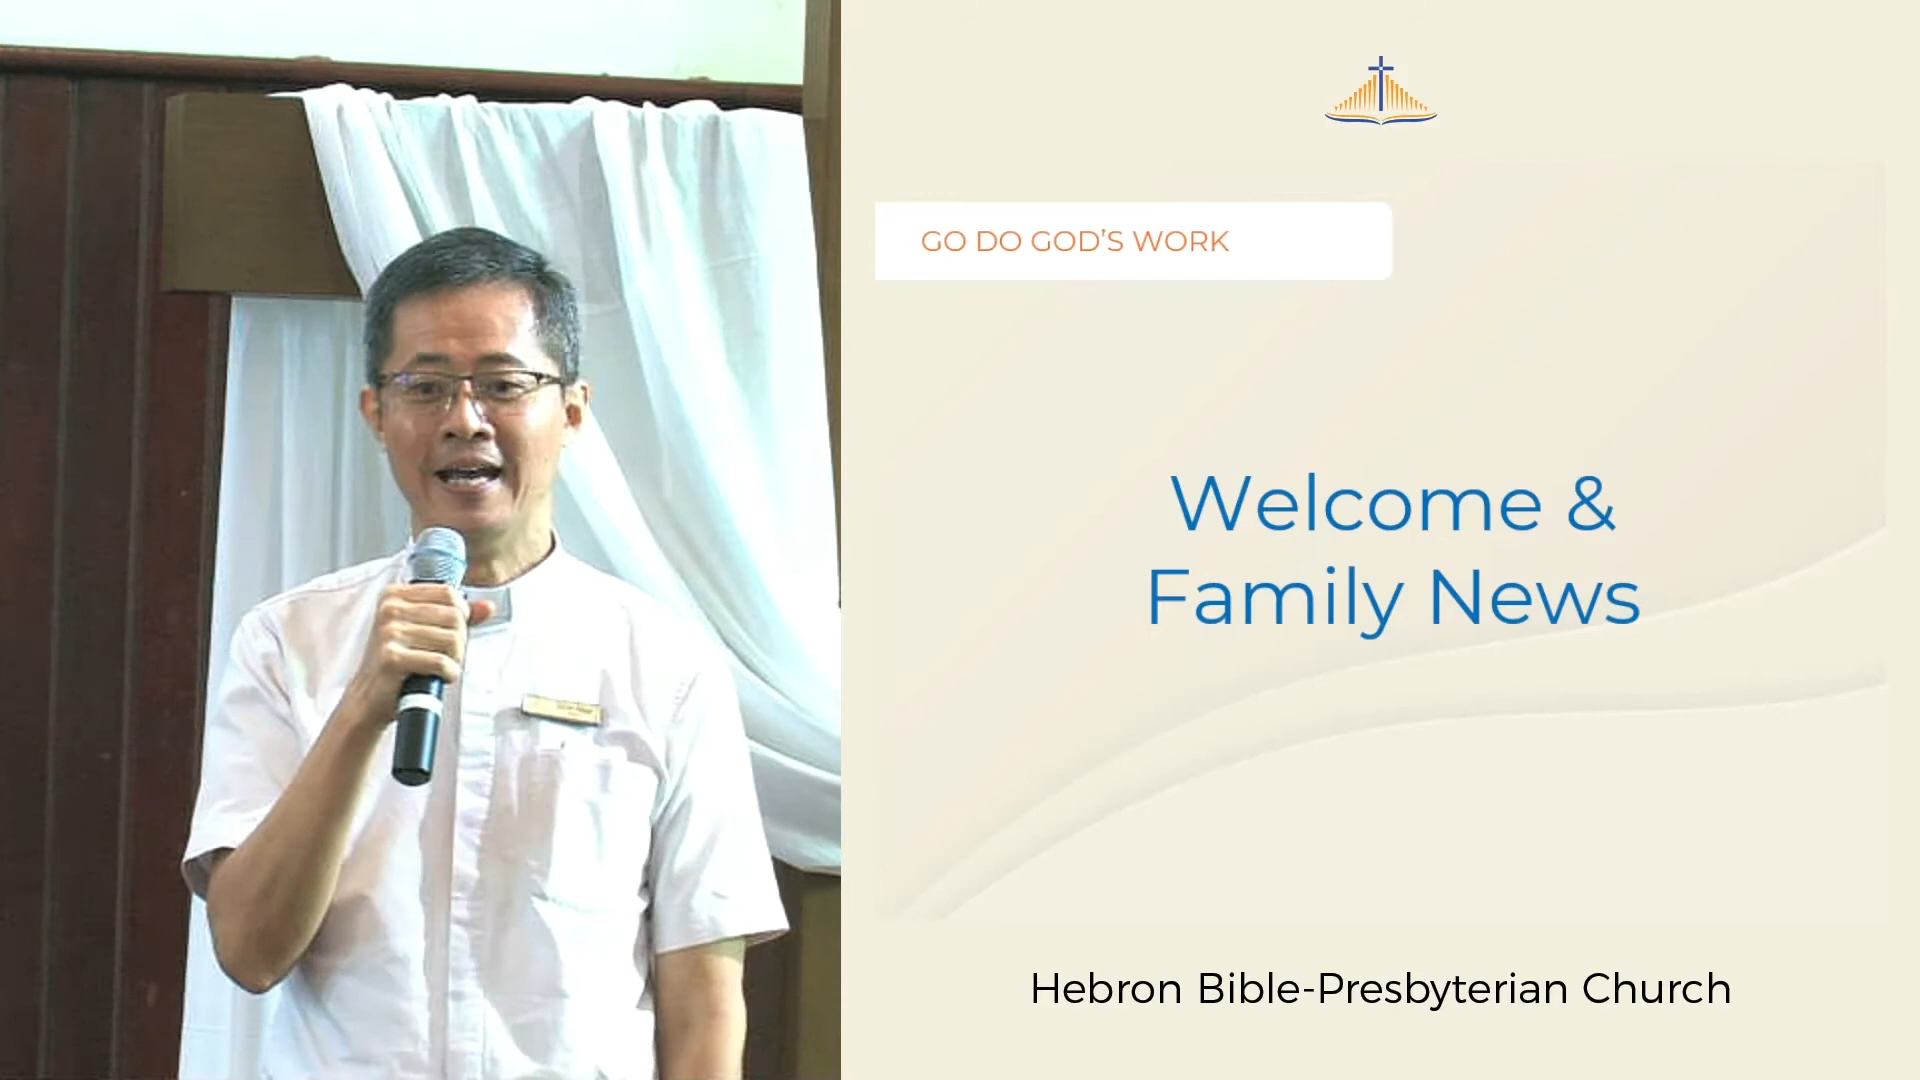 GO DO GOD'S WORK
Welcome &
Family News
Hebron Bible-Presbyterian Church